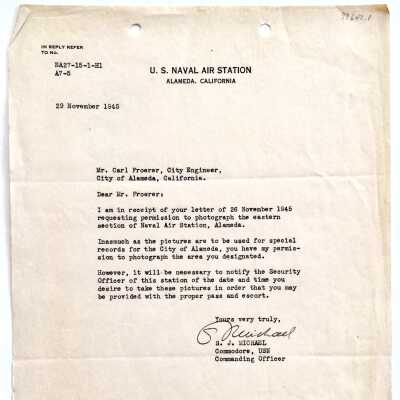 IN REPLY REFER
TO NO.
NA27-15-1-H1
A7-5
U. S. NAVAL AIR STATION
ALAMEDA, CALIFORNIA
29 November 1945
Mr. Carl Froerer, City Engineer,
City of Alameda, California.
Dear Mr. Froerer:
I am in receipt of your letter of 26 November 1945
requesting permission to photograph the eastern
section of Naval Air Station, Alameda.
Inasmuch as the pictures are to be used for special
records for the City of Alameda, you have my permis-
sion to photograph the area you designated.
However, it will be necessary to notify the Security
Officer of this station of the date and time you
desire to take these pictures in order that you may
be provided with the proper pass and escort.
Yours very truly,
S. J. Michael
S. J. MICHAEL
Commodore, USN
Commanding Officer